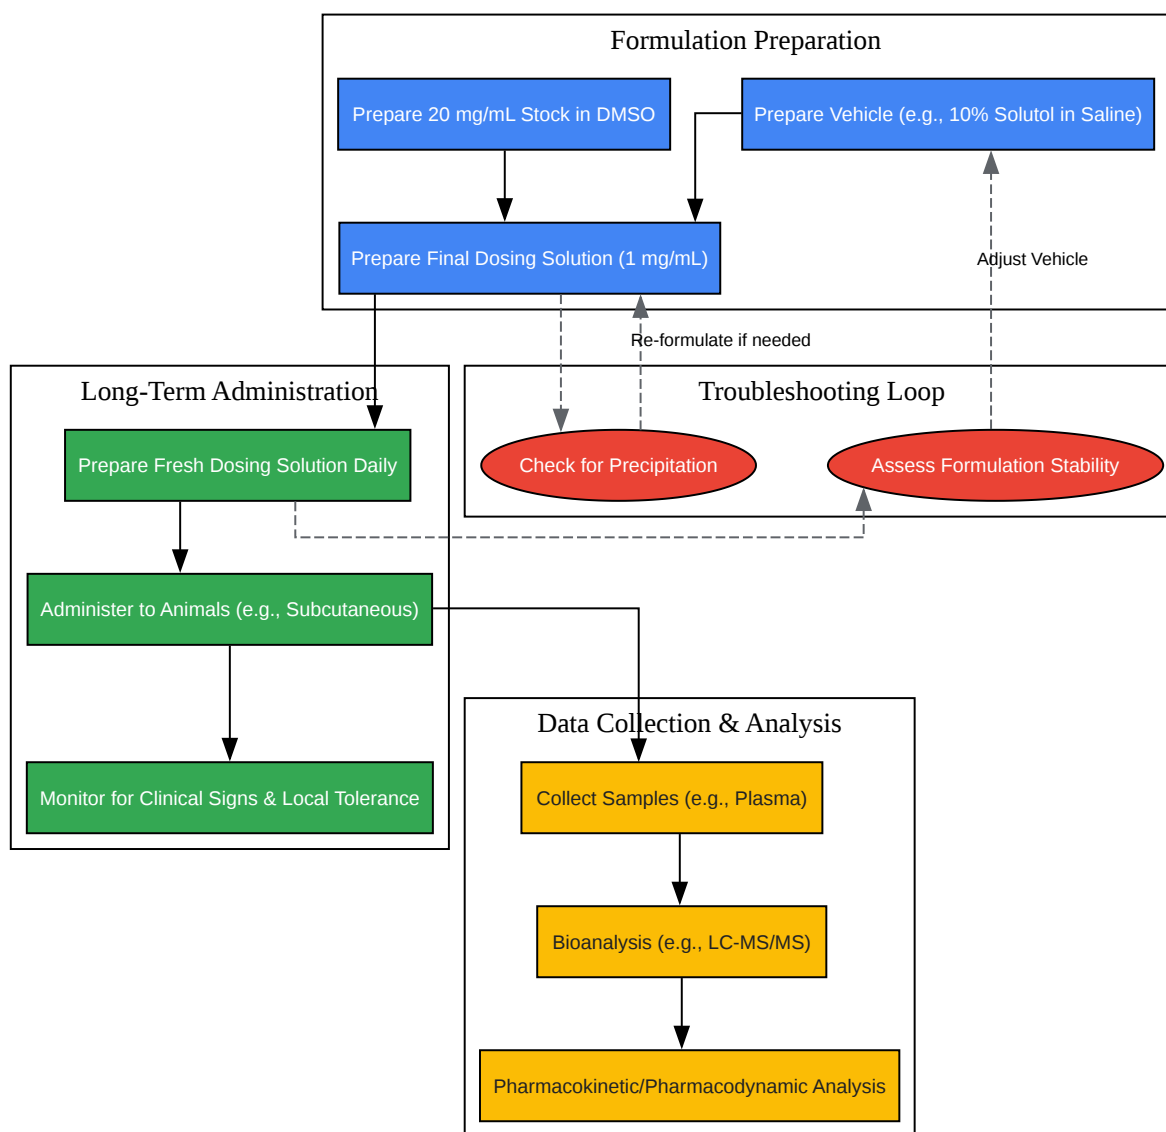 Formulation Preparation
Prepare 20 mg/mL Stock in DMSO
Prepare Vehicle (e.g., 10% Solutol in Saline)
Prepare Final Dosing Solution (1 mg/mL)
Adjust Vehicle
Re-formulate if needed
Long-Term Administration
Troubleshooting Loop
Prepare Fresh Dosing Solution Daily
Check for Precipitation
Assess Formulation Stability
Administer to Animals (e.g., Subcutaneous)
Data Collection & Analysis
Monitor for Clinical Signs & Local Tolerance
Collect Samples (e.g., Plasma)
Bioanalysis (e.g., LC-MS/MS)
Pharmacokinetic/Pharmacodynamic Analysis